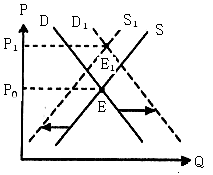 P D D₁ S₁ S
P₁
E₁
P₀
E
Q